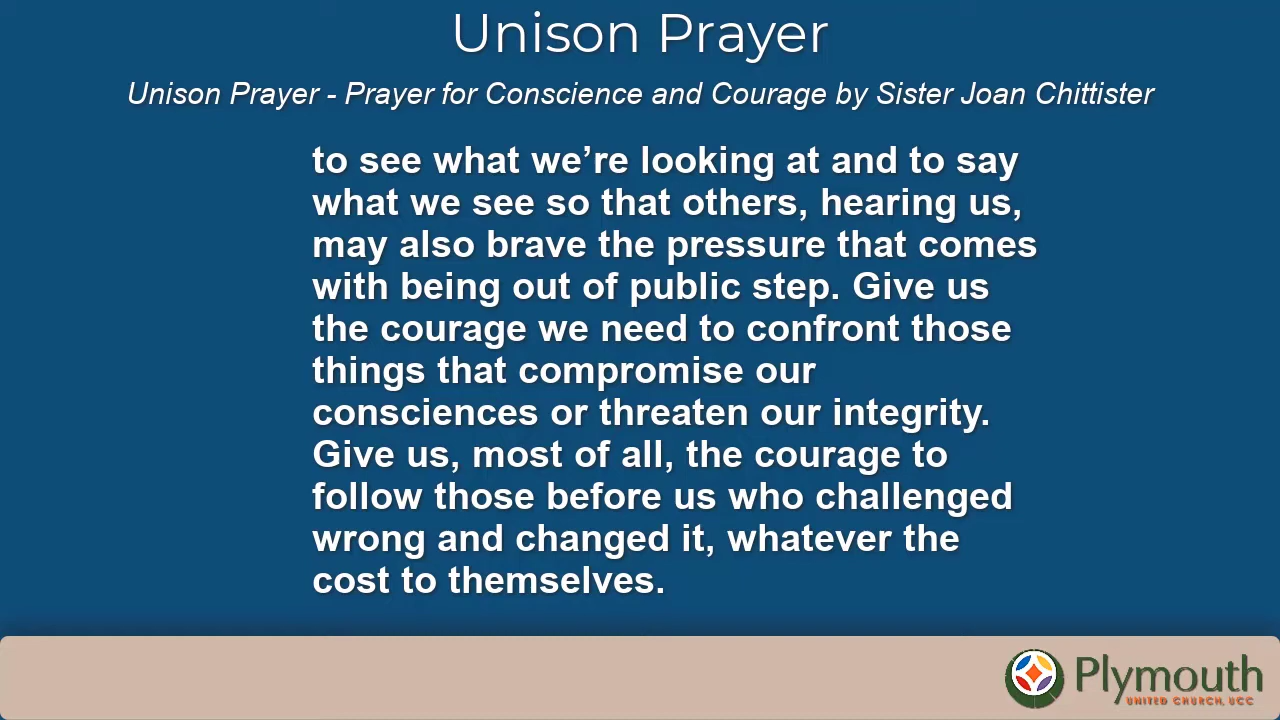 Unison Prayer
Unison Prayer - Prayer for Conscience and Courage by Sister Joan Chittister
to see what we’re looking at and to say
what we see so that others, hearing us,
may also brave the pressure that comes
with being out of public step. Give us
the courage we need to confront those
things that compromise our
consciences or threaten our integrity.
Give us, most of all, the courage to
follow those before us who challenged
wrong and changed it, whatever the
cost to themselves.
Plymouth
UNITED CHURCH, UCC